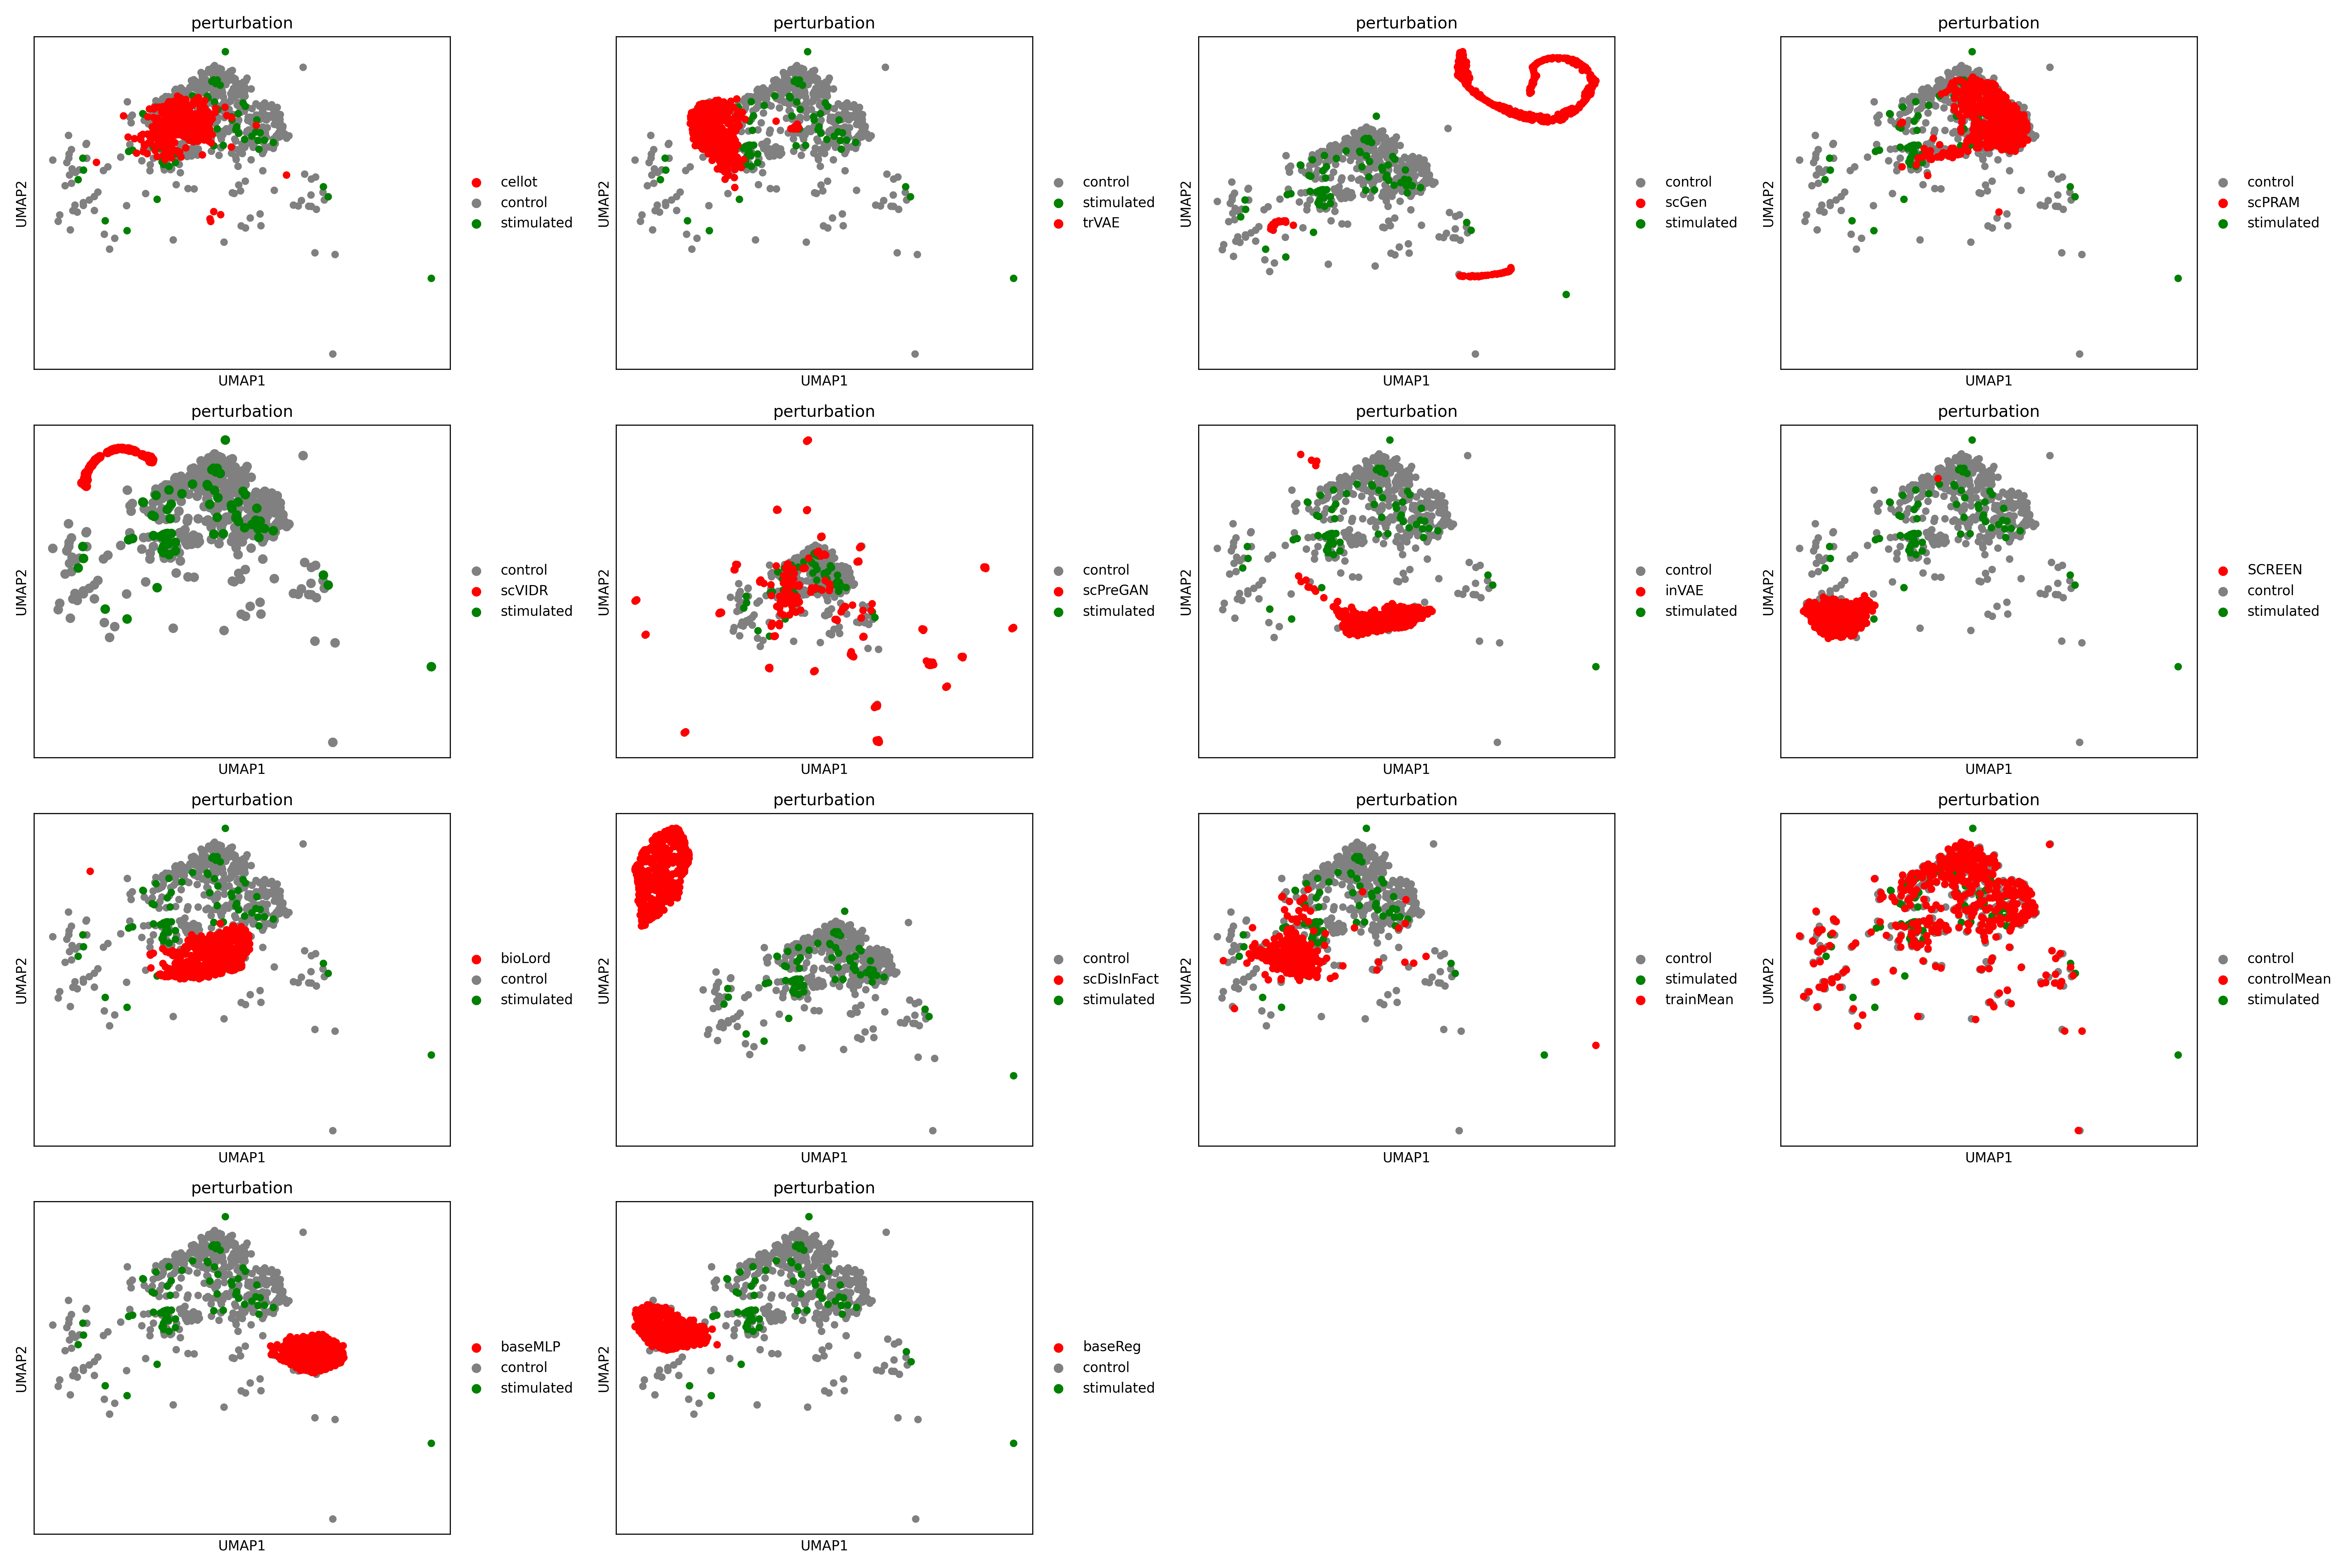 perturbation
UMAP2
cellot
control
stimulated
UMAP1
perturbation
UMAP2
control
stimulated
trVAE
UMAP1
perturbation
UMAP2
control
scGen
stimulated
UMAP1
perturbation
UMAP2
control
scPRAM
stimulated
UMAP1
perturbation
UMAP2
control
scVIDR
stimulated
UMAP1
perturbation
UMAP2
control
scPreGAN
stimulated
UMAP1
perturbation
UMAP2
control
inVAE
stimulated
UMAP1
perturbation
UMAP2
SCREEN
control
stimulated
UMAP1
perturbation
UMAP2
bioLord
control
stimulated
UMAP1
perturbation
UMAP2
control
scDisInFact
stimulated
UMAP1
perturbation
UMAP2
control
stimulated
trainMean
UMAP1
perturbation
UMAP2
control
controlMean
stimulated
UMAP1
perturbation
UMAP2
baseMLP
control
stimulated
UMAP1
perturbation
UMAP2
baseReg
control
stimulated
UMAP1